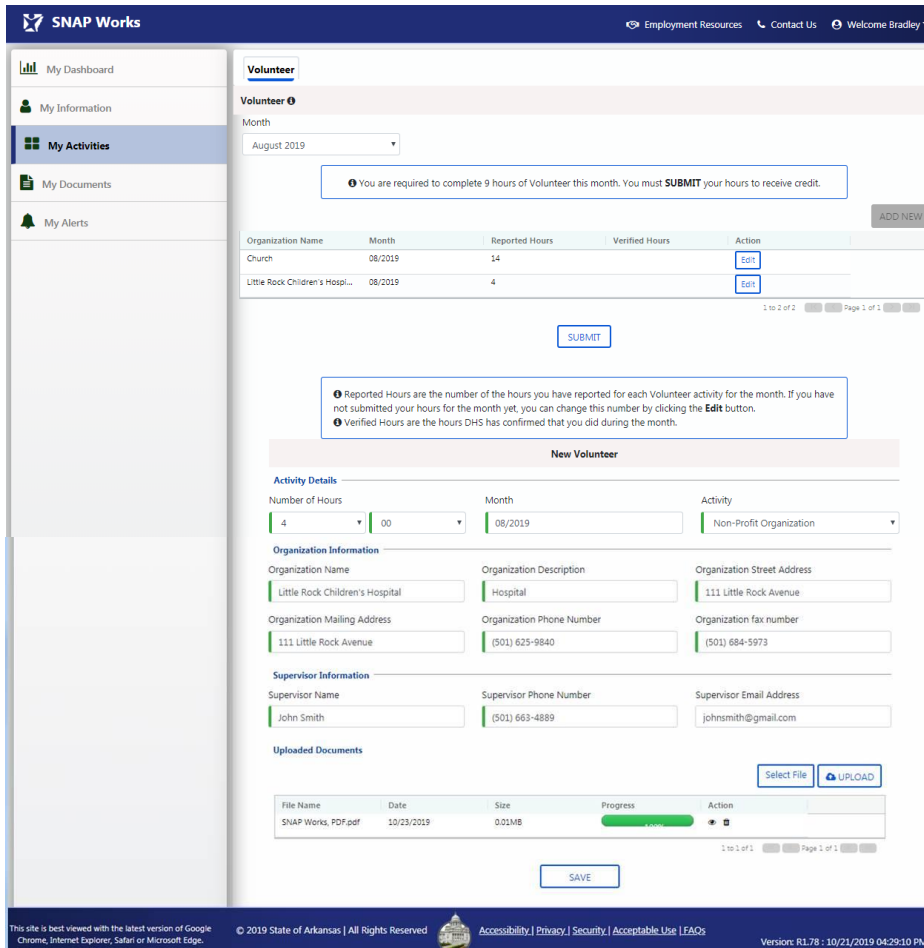 SNAP Works
Employment Resources Contact Us Welcome Bradley
My Dashboard
My Information
My Activities
My Documents
My Alerts
Volunteer
Volunteer
Month
August 2019
You are required to complete 9 hours of Volunteer this month. You must SUBMIT your hours to receive credit.
ADD NEW
Organization Name Month Reported Hours Verified Hours Action
Church 08/2019 14 Edit
Little Rock Children's Hospi... 08/2019 4 Edit
1 to 2 of 2 Page 1 of 1
SUBMIT
Reported Hours are the number of the hours you have reported for each Volunteer activity for the month. If you have
not submitted your hours for the month yet, you can change this number by clicking the Edit button.
Verified Hours are the hours DHS has confirmed that you did during the month.
New Volunteer
Activity Details
Number of Hours Month Activity
4 00 08/2019 Non-Profit Organization
Organization Information
Organization Name Organization Description Organization Street Address
Little Rock Children's Hospital Hospital 111 Little Rock Avenue
Organization Mailing Address Organization Phone Number Organization fax number
111 Little Rock Avenue (501) 625-9840 (501) 684-5973
Supervisor Information
Supervisor Name Supervisor Phone Number Supervisor Email Address
John Smith (501) 663-4889 johnsmith@gmail.com
Uploaded Documents
Select File UPLOAD
File Name Date Size Progress Action
SNAP Works, PDF.pdf 10/23/2019 0.01MB
1 to 1 of 1 Page 1 of 1
SAVE
This site is best viewed with the latest version of Google
Chrome, Internet Explorer, Safari or Microsoft Edge.
© 2019 State of Arkansas | All Rights Reserved Accessibility | Privacy | Security | Acceptable Use | FAQs
Version: R1.78 : 10/21/2019 04:29:10 PM